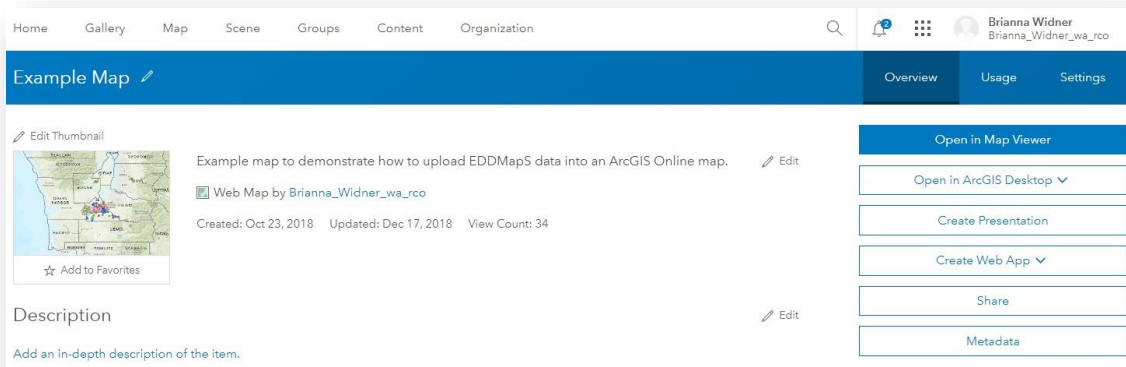 Home Gallery Map Scene Groups Content Organization 2 Brianna Widner
Brianna_Widner_wa_rco
Example Map Overview Usage Settings
Edit Thumbnail
Open in Map Viewer
Example map to demonstrate how to upload EDDMapS data into an ArcGIS Online map. Edit
Open in ArcGIS Desktop
Web Map by Brianna_Widner_wa_rco
Created: Oct 23, 2018 Updated: Dec 17, 2018 View Count: 34
Create Presentation
Create Web App
Add to Favorites
Share
Description Edit
Metadata
Add an in-depth description of the item.